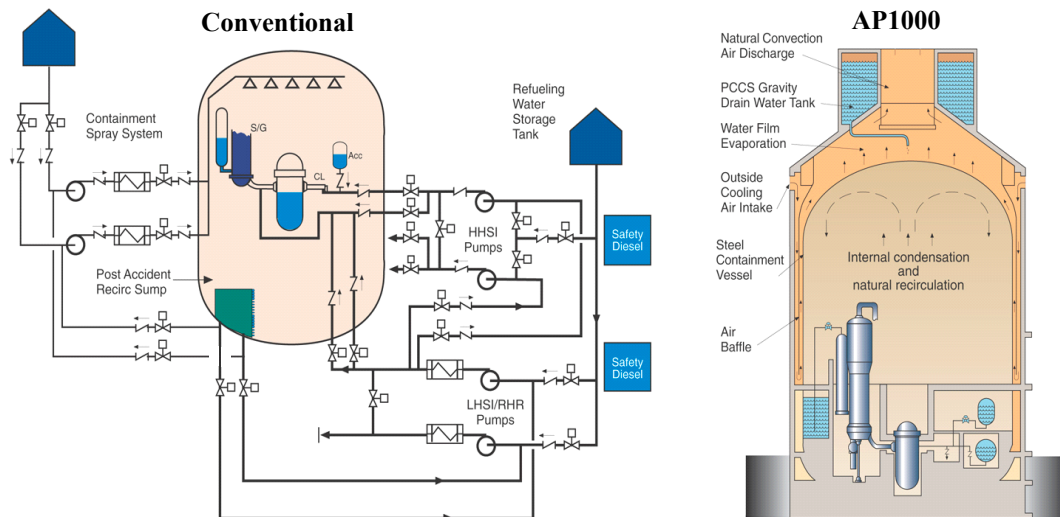 Conventional
Containment
Spray System
S/G
Acc
CL
Refueling
Water
Storage
Tank
HHSI
Pumps
Safety
Diesel
Post Accident
Recirc Sump
Safety
Diesel
LHSI/RHR
Pumps
AP1000
Natural Convection
Air Discharge
PCCS Gravity
Drain Water Tank
Water Film
Evaporation
Outside
Cooling
Air Intake
Steel
Containment
Vessel
Internal condensation
and
natural recirculation
Air
Baffle